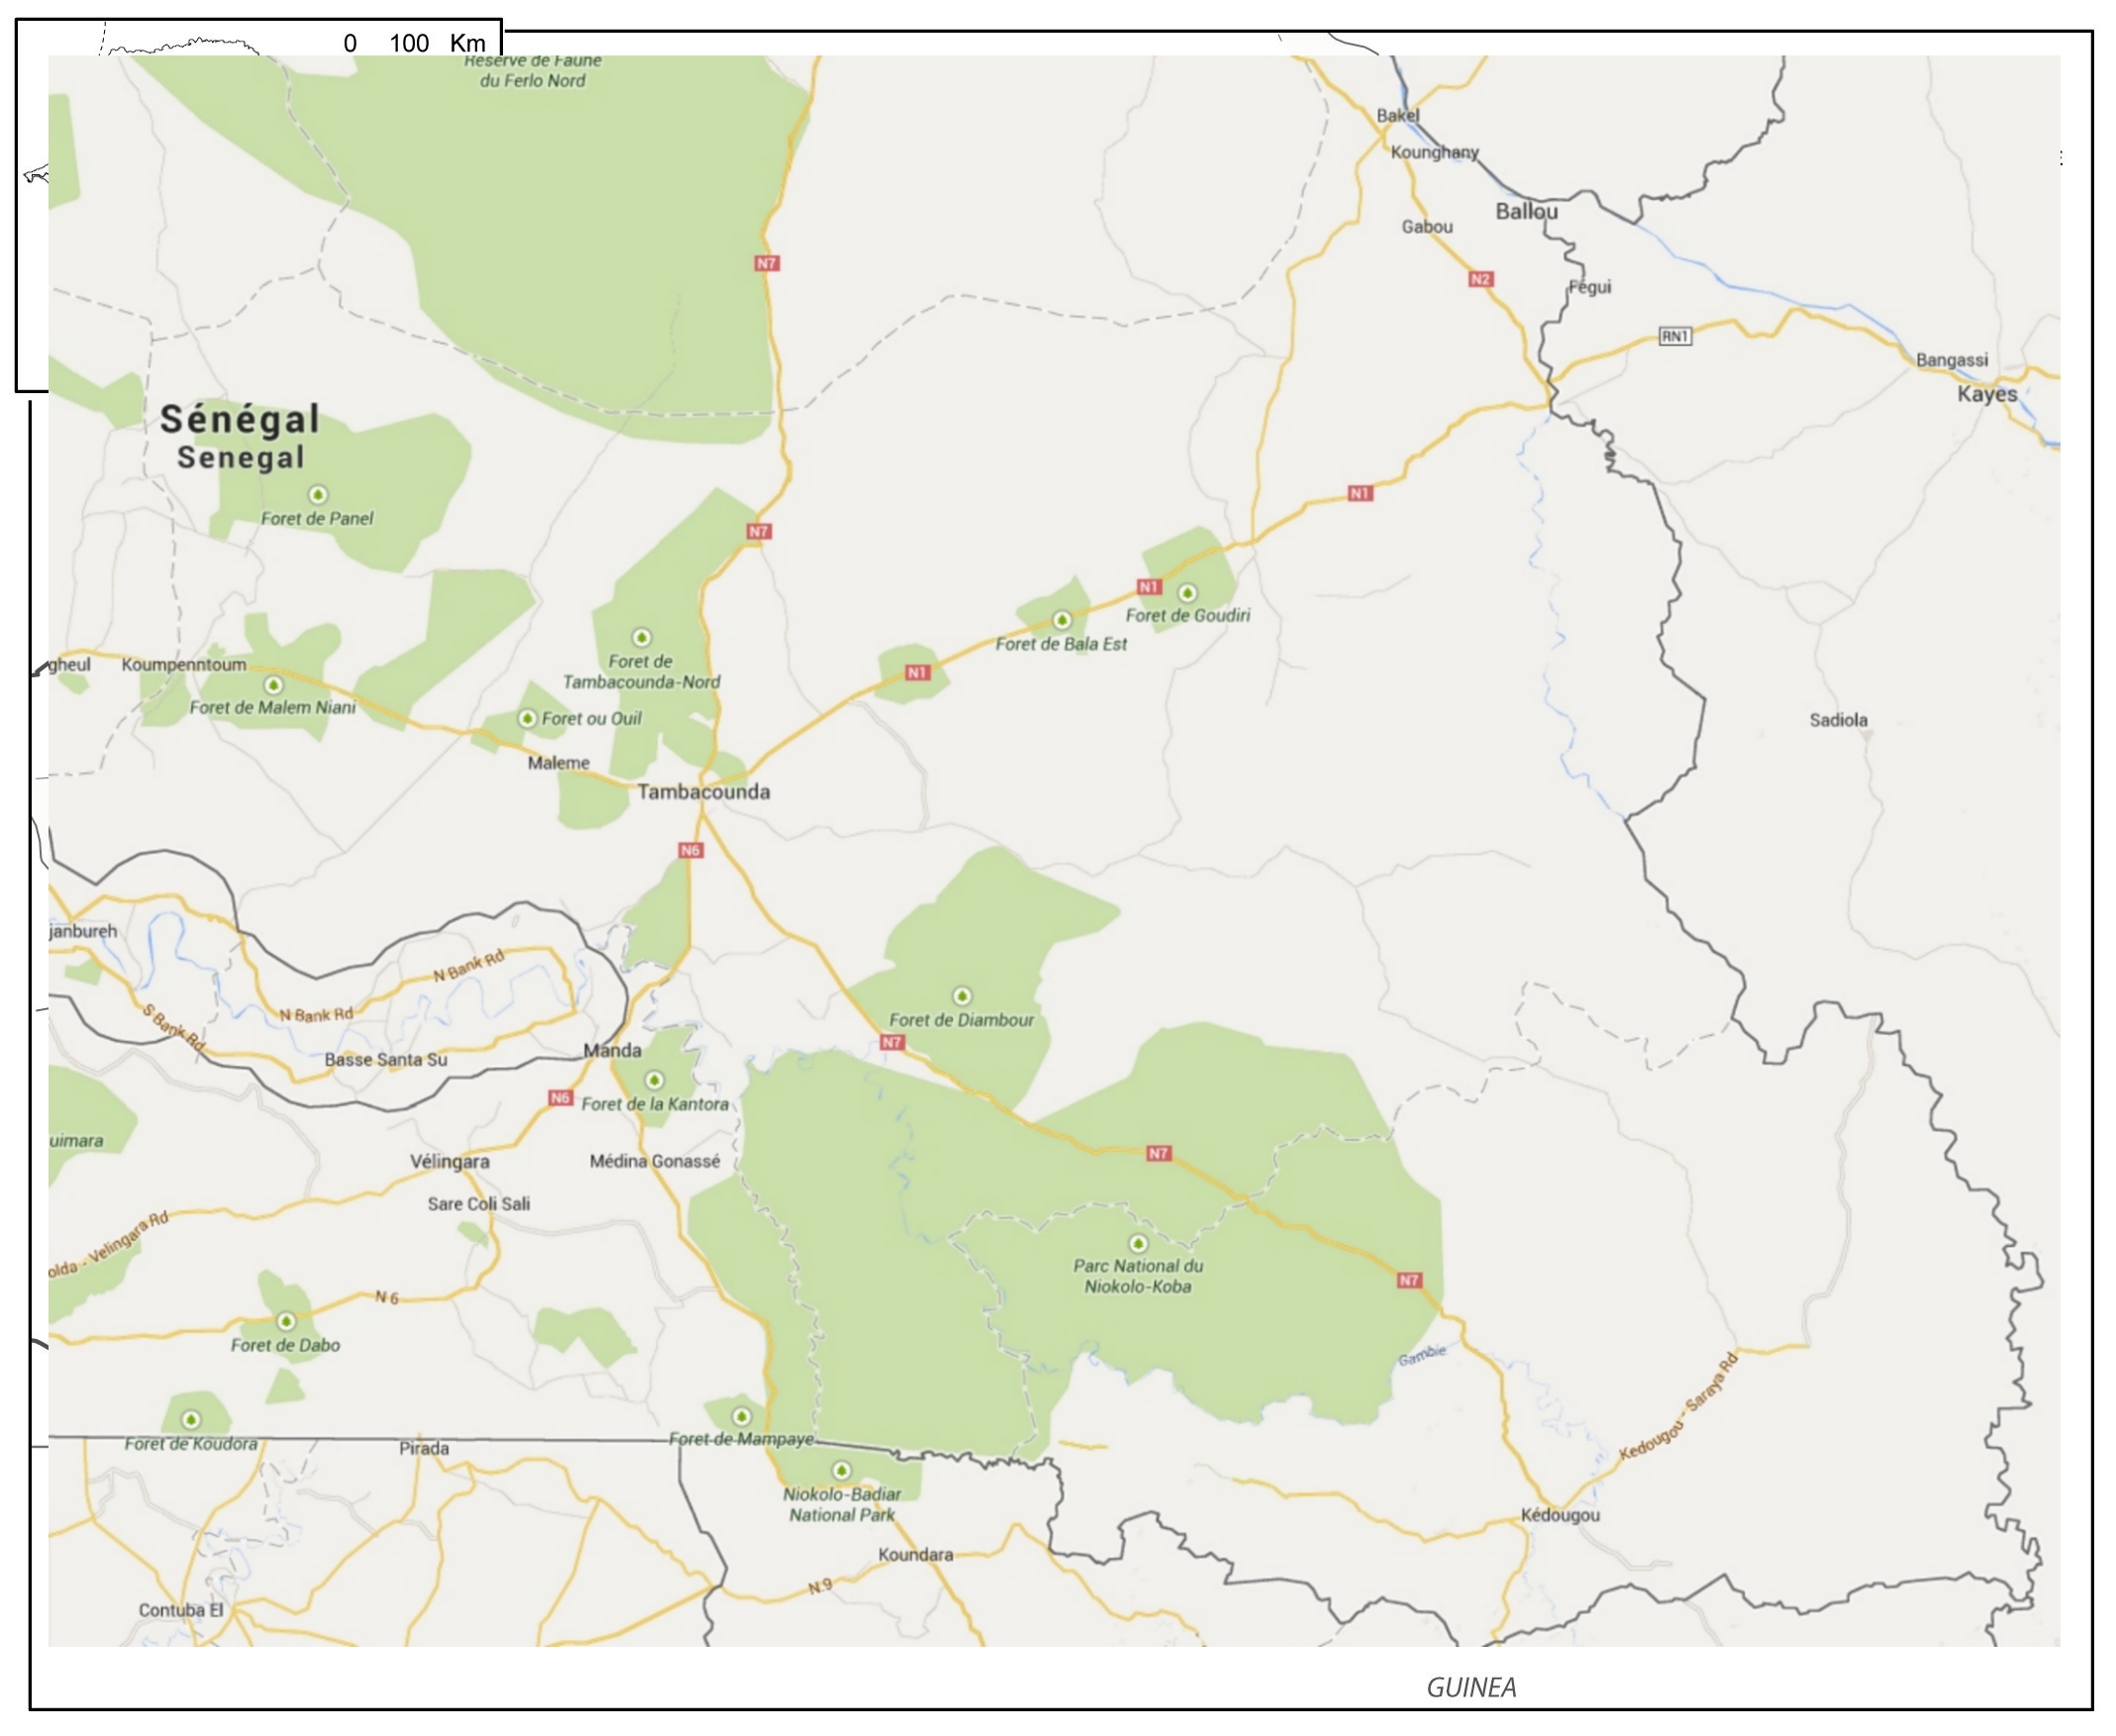 0 100 Km
Réserve de Faune
du Ferlo Nord
Bakel
Kounghany
Ballou
Gabou
N7
N2
Fégui
RN1
Bangassi
Kayes
Sénégal
Senegal
N1
Foret de Panel
N7
N1
Foret de Goudiri
Foret de Bala Est
gheul
Koumpenntoum
Foret de
Tambacounda-Nord
N1
Foret de Malem Niani
Foret ou Ouil
Sadiola
Maleme
Tambacounda
N6
janbureh
N Bank Rd
N Bank Rd
S Bank Rd
Foret de Diambour
N7
Manda
Basse Santa Su
N6
Foret de la Kantora
uimara
N7
Vélingara
Médina Gonassé
Sare Coli Sali
olda - Velingara Rd
Parc National du
Niokolo-Koba
N7
N 6
Foret de Dabo
Gambie
Kedougou - Saraya Rd
Foret de Koudora
Pirada
Foret de Mampaye
Niokolo-Badiar
National Park
Kédougou
Koundara
N 9
Contuba El
GUINEA